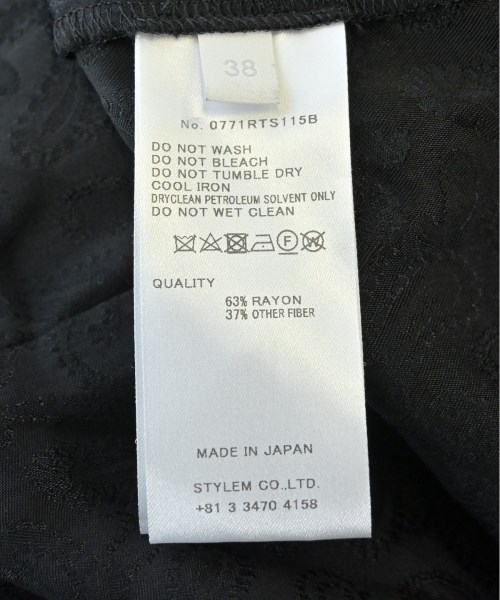 38
No. 0771RTS115B
DO NOT WASH
DO NOT BLEACH
DO NOT TUMBLE DRY
COOL IRON
DRYCLEAN PETROLEUM SOLVENT ONLY
DO NOT WET CLEAN
F W
QUALITY
63% RAYON
37% OTHER FIBER
MADE IN JAPAN
STYLEM CO.,LTD.
+81 3 3470 4158